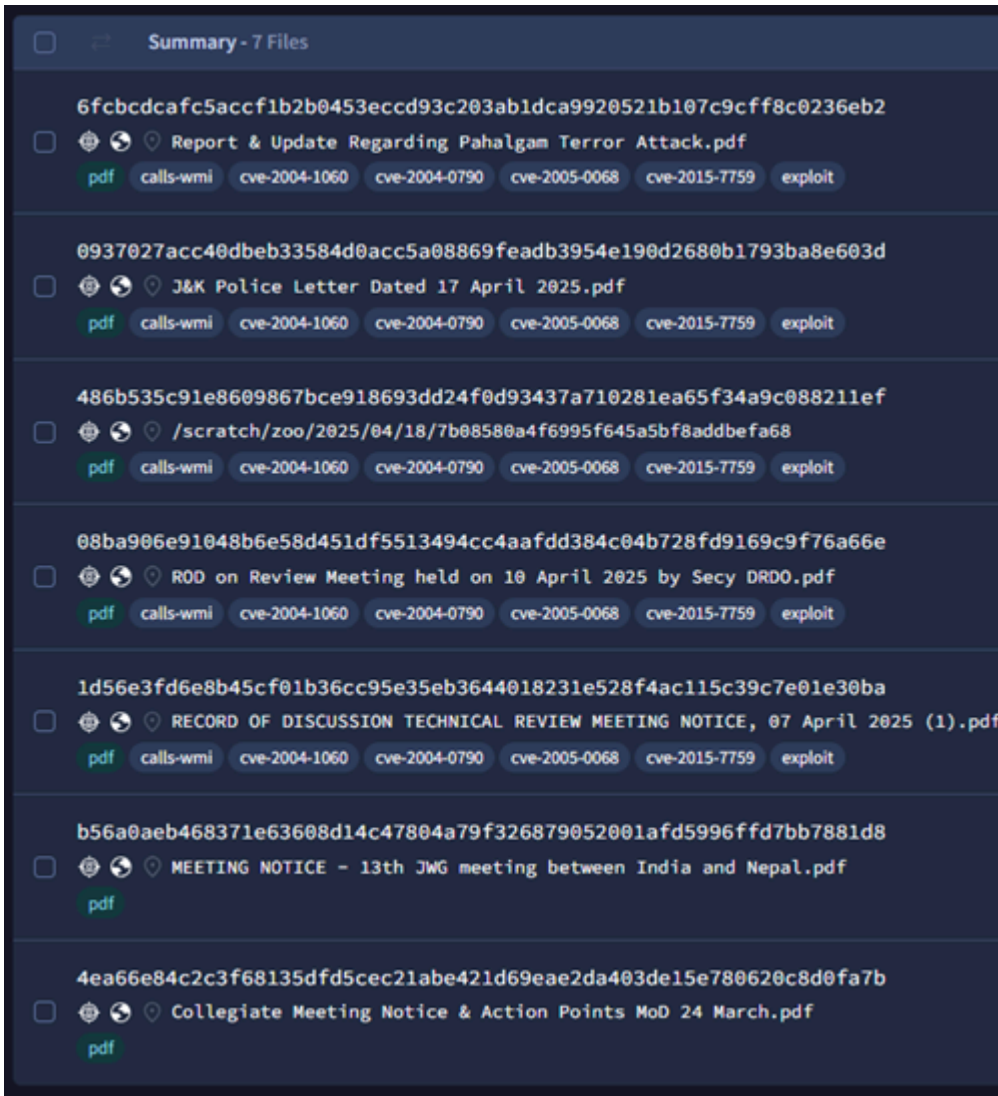 Summary - 7 Files
6fcbcdcafc5accf1b2b0453eccd93c203ab1dca9920521b107c9cff8c0236eb2
Report & Update Regarding Pahalgam Terror Attack.pdf
pdf calls-wmi cve-2004-1060 cve-2004-0790 cve-2005-0068 cve-2015-7759 exploit
0937027acc40dbeb33584d0acc5a08869feadb3954e190d2680b1793ba8e603d
J&K Police Letter Dated 17 April 2025.pdf
pdf calls-wmi cve-2004-1060 cve-2004-0790 cve-2005-0068 cve-2015-7759 exploit
486b535c91e8609867bce918693dd24f0d93437a710281ea65f34a9c088211ef
/scratch/zoo/2025/04/18/7b08580a4f6995f645a5bf8addbefa68
pdf calls-wmi cve-2004-1060 cve-2004-0790 cve-2005-0068 cve-2015-7759 exploit
08ba906e91048b6e58d451df5513494cc4aafdd384c04b728fd9169c9f76a66e
ROD on Review Meeting held on 10 April 2025 by Secy DRDO.pdf
pdf calls-wmi cve-2004-1060 cve-2004-0790 cve-2005-0068 cve-2015-7759 exploit
1d56e3fd6e8b45cf01b36cc95e35eb3644018231e528f4ac115c39c7e01e30ba
RECORD OF DISCUSSION TECHNICAL REVIEW MEETING NOTICE, 07 April 2025 (1).pdf
pdf calls-wmi cve-2004-1060 cve-2004-0790 cve-2005-0068 cve-2015-7759 exploit
b56a0aeb468371e63608d14c47804a79f326879052001afd5996ffd7bb7881d8
MEETING NOTICE – 13th JWG meeting between India and Nepal.pdf
pdf
4ea66e84c2c3f68135dfd5cec21abe421d69eae2da403de15e780620c8d0fa7b
Collegiate Meeting Notice & Action Points MoD 24 March.pdf
pdf